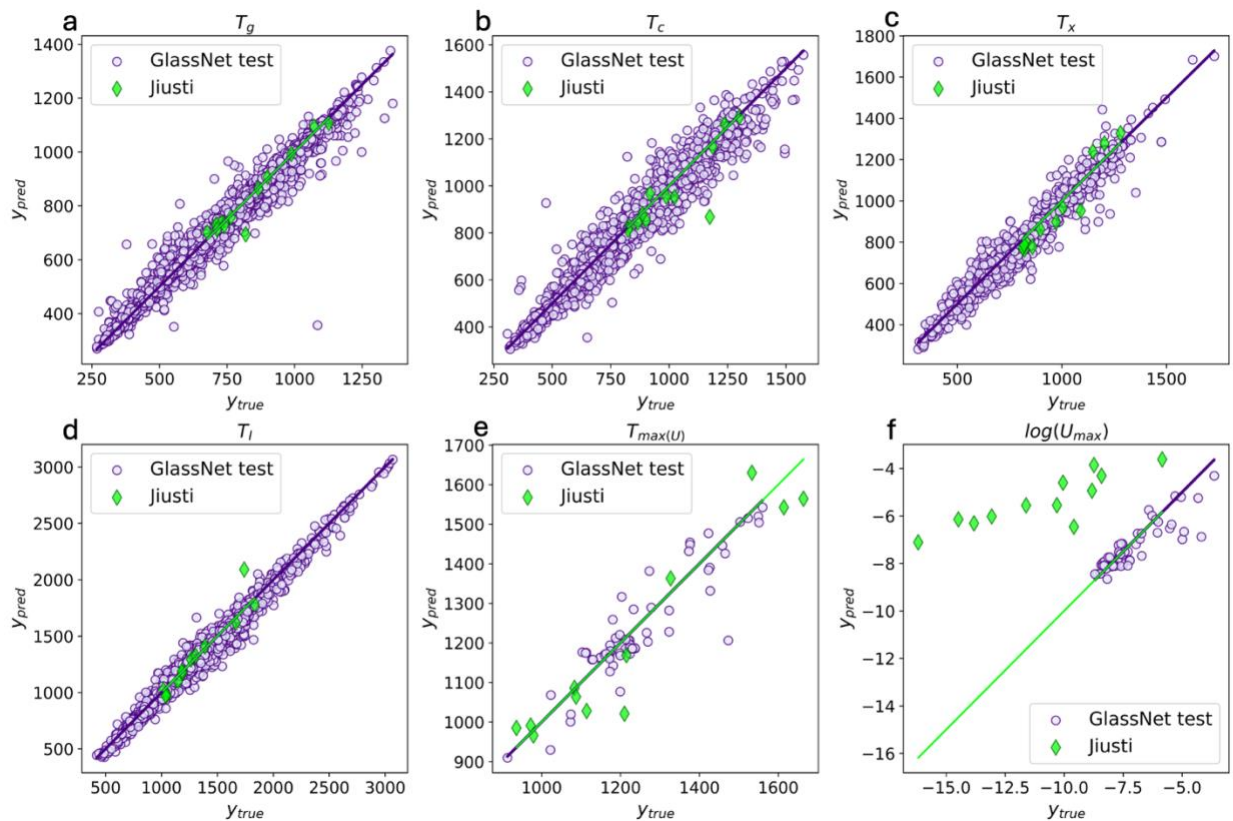 a
T_g
GlassNet test
Jiusti
1400
1200
1000
800
600
400
y_pred
250 500 750 1000 1250
y_true
b
T_c
GlassNet test
Jiusti
1600
1400
1200
1000
800
600
400
y_pred
250 500 750 1000 1250 1500
y_true
c
T_x
GlassNet test
Jiusti
1800
1600
1400
1200
1000
800
600
400
y_pred
500 1000 1500
y_true
d
T_l
GlassNet test
Jiusti
3000
2500
2000
1500
1000
500
y_pred
500 1000 1500 2000 2500 3000
y_true
e
T_max(U)
GlassNet test
Jiusti
1700
1600
1500
1400
1300
1200
1100
1000
900
y_pred
1000 1200 1400 1600
y_true
f
log(U_max)
−4
−6
−8
−10
−12
−14
−16
y_pred
GlassNet test
Jiusti
−15.0 −12.5 −10.0 −7.5 −5.0
y_true